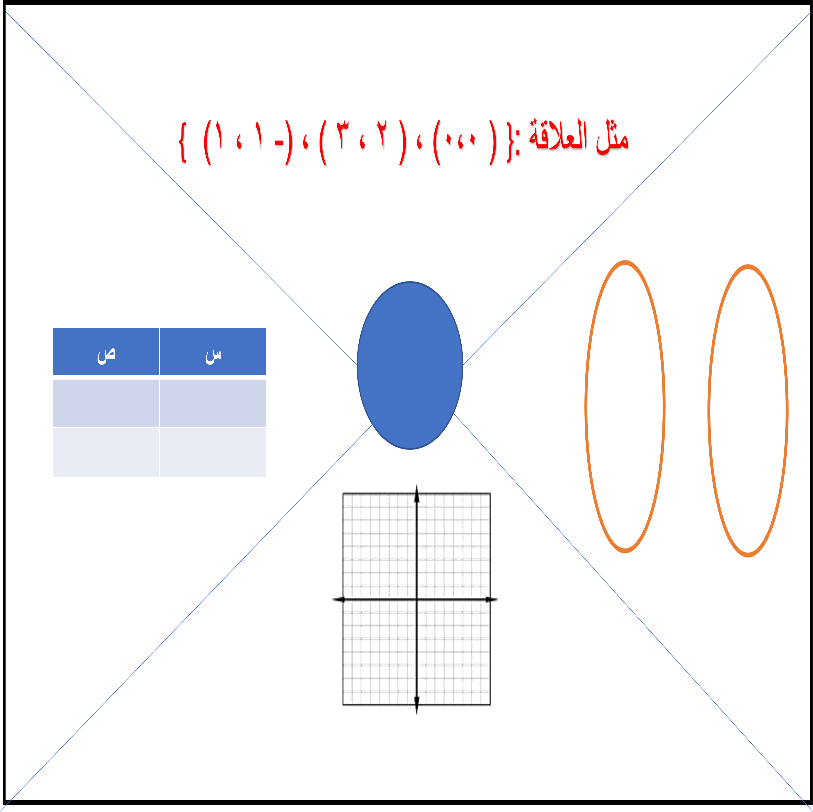 مثل العلاقة :{ ( ٠،٠) ، ( ٢ ، ٣ ) ، (- ١ ، ١) }
س ص